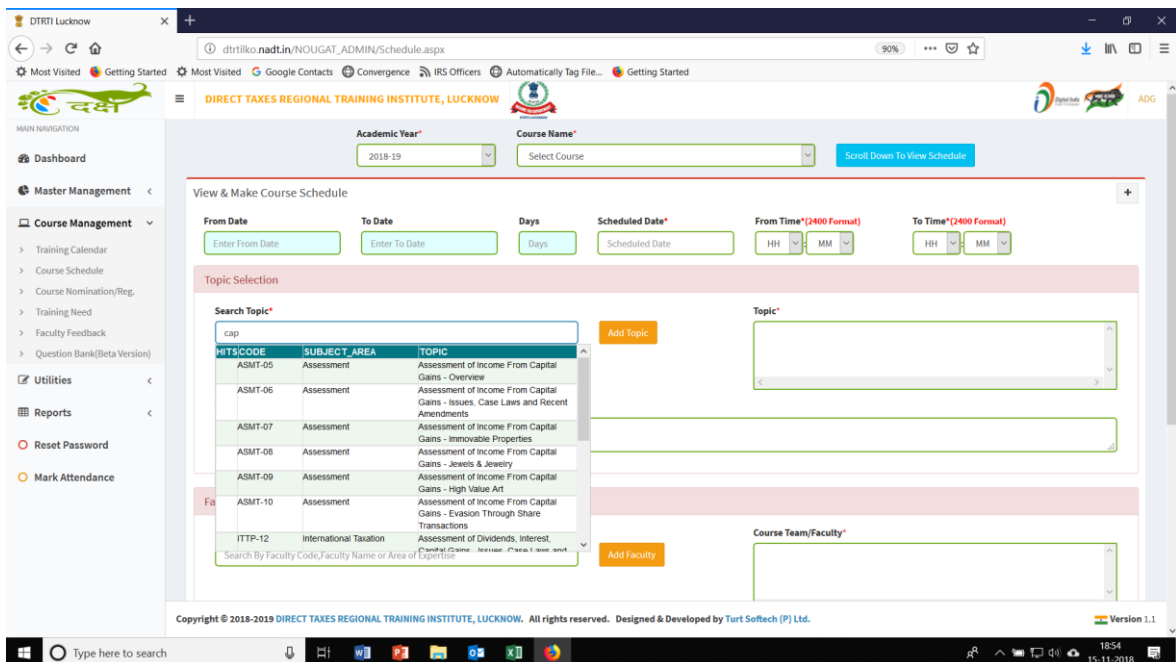 DTRTI Lucknow
dtrtilko.nadt.in/NOUGAT_ADMIN/Schedule.aspx
90%
Most Visited Getting Started Most Visited Google Contacts Convergence IRS Officers Automatically Tag File... Getting Started
दक्ष
DIRECT TAXES REGIONAL TRAINING INSTITUTE, LUCKNOW
Digital India
ADG
MAIN NAVIGATION
Dashboard
Master Management
Course Management
Training Calendar
Course Schedule
Course Nomination/Reg.
Training Need
Faculty Feedback
Question Bank(Beta Version)
Utilities
Reports
Reset Password
Mark Attendance
Academic Year* Course Name*
2018-19 Select Course Scroll Down To View Schedule
View & Make Course Schedule
From Date To Date Days Scheduled Date* From Time*(2400 Format) To Time*(2400 Format)
Enter From Date Enter To Date Days Scheduled Date HH : MM HH : MM
Topic Selection
Search Topic* Topic*
cap Add Topic
HITS CODE SUBJECT_AREA TOPIC
ASMT-05 Assessment Assessment of Income From Capital
Gains - Overview
ASMT-06 Assessment Assessment of Income From Capital
Gains - Issues, Case Laws and Recent
Amendments
ASMT-07 Assessment Assessment of Income From Capital
Gains - Immovable Properties
ASMT-08 Assessment Assessment of Income From Capital
Gains - Jewels & Jewelry
ASMT-09 Assessment Assessment of Income From Capital
Gains - High Value Art
Fa
ASMT-10 Assessment Assessment of Income From Capital
Gains - Evasion Through Share
Transactions
ITTP-12 International Taxation Assessment of Dividends, Interest,
Capital Gains - Issues, Case Laws and
Course Team/Faculty*
Search By Faculty Code,Faculty Name or Area of Expertise Add Faculty
Copyright © 2018-2019 DIRECT TAXES REGIONAL TRAINING INSTITUTE, LUCKNOW. All rights reserved. Designed & Developed by Turt Softech (P) Ltd. Version 1.1
Type here to search
18:54
15-11-2018